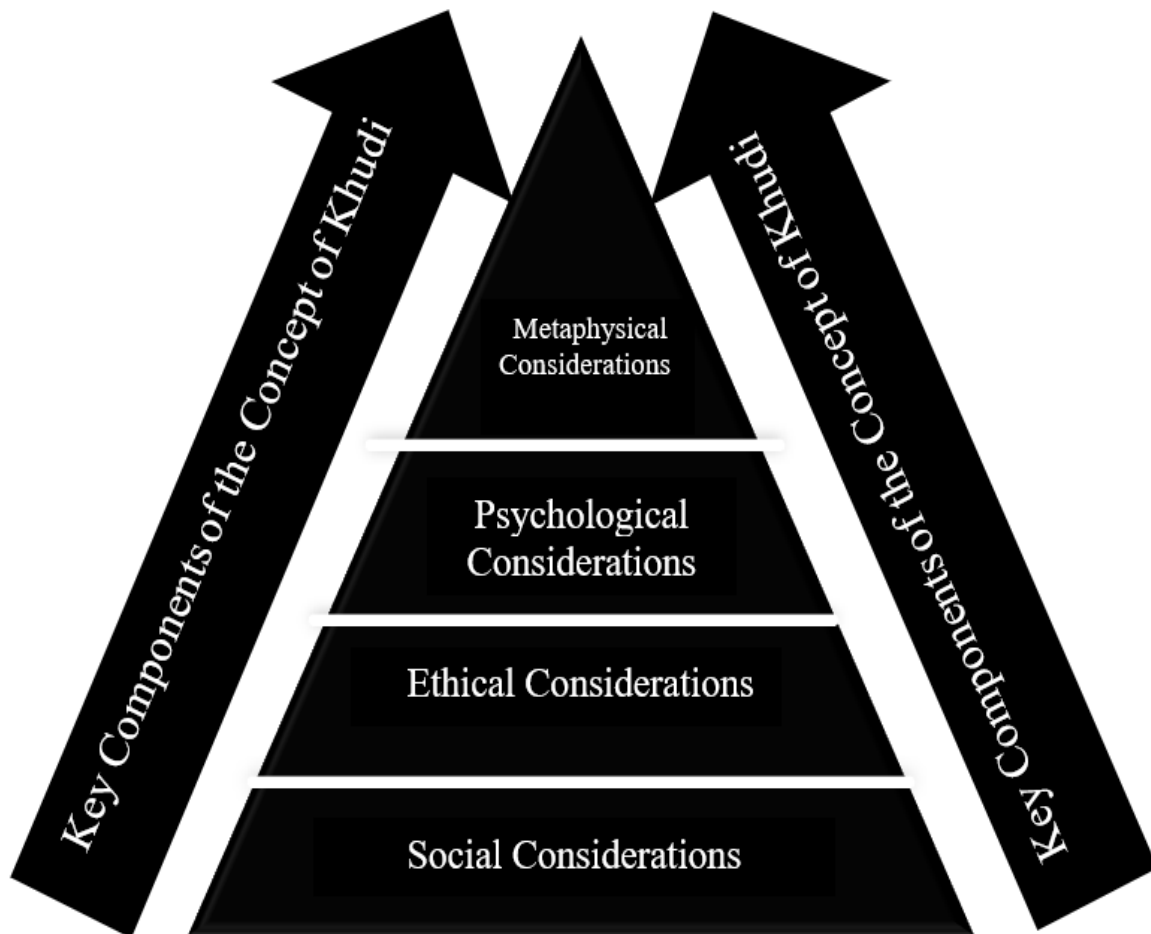 Key Components of the Concept of Khudi
Metaphysical
Considerations
Psychological
Considerations
Ethical Considerations
Social Considerations
Key Components of the Concept of Khudi